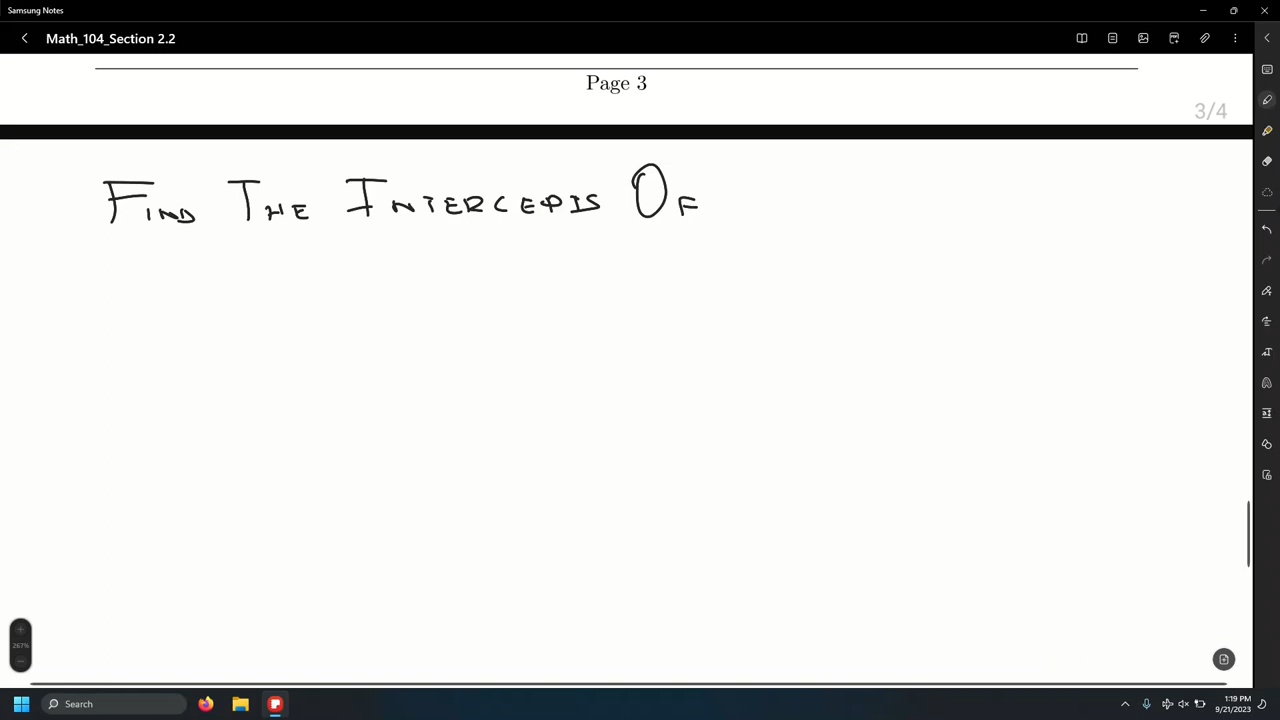 Samsung Notes
Math_104_Section 2.2
Page 3
3/4
FIND THE INTERCEPTS OF
267%
Search
1:19 PM
9/21/2023